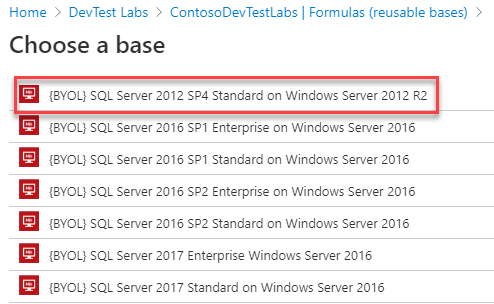 Home > DevTest Labs > ContosoDevTestLabs | Formulas (reusable bases) >
Choose a base
{BYOL} SQL Server 2012 SP4 Standard on Windows Server 2012 R2
{BYOL} SQL Server 2016 SP1 Enterprise on Windows Server 2016
{BYOL} SQL Server 2016 SP1 Standard on Windows Server 2016
{BYOL} SQL Server 2016 SP2 Enterprise on Windows Server 2016
{BYOL} SQL Server 2016 SP2 Standard on Windows Server 2016
{BYOL} SQL Server 2017 Enterprise Windows Server 2016
{BYOL} SQL Server 2017 Standard on Windows Server 2016